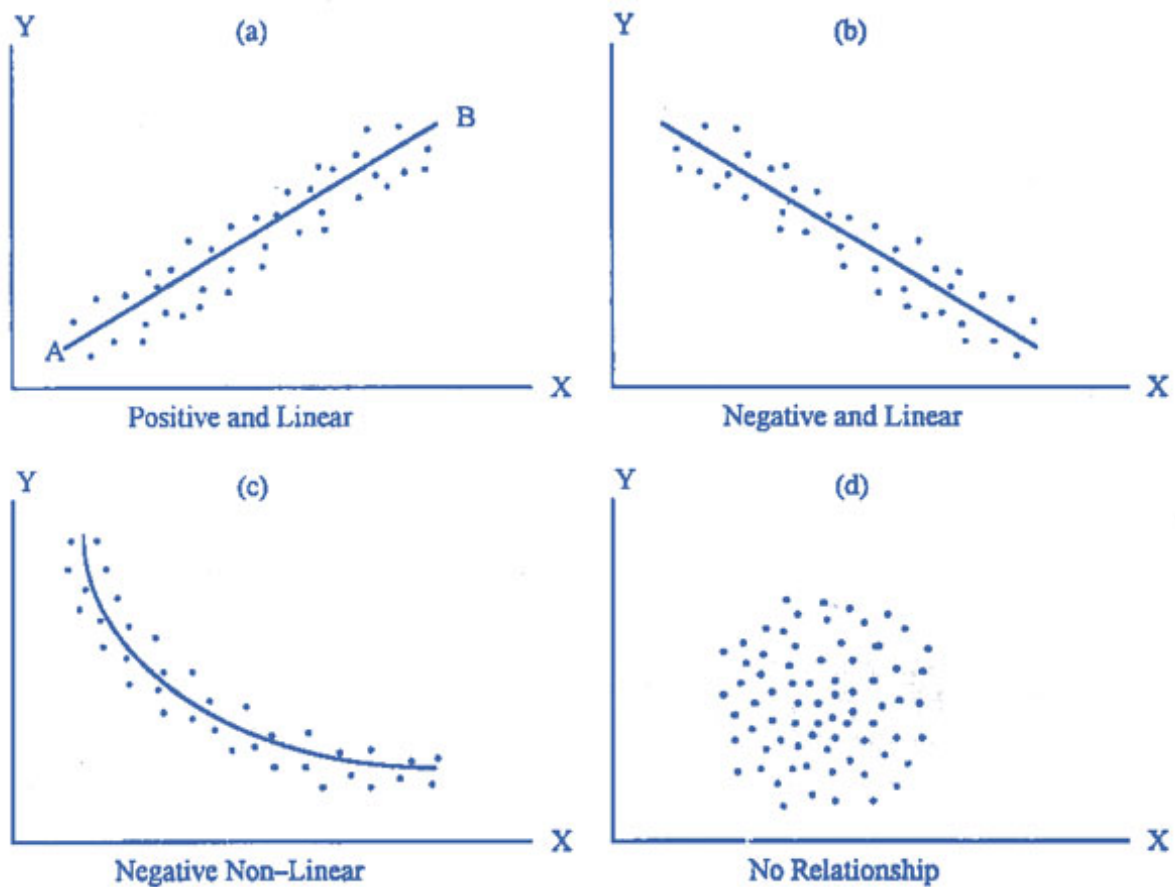 Y
(a)
B
A
X
Positive and Linear
Y
(b)
X
Negative and Linear
Y
(c)
X
Negative Non–Linear
Y
(d)
X
No Relationship